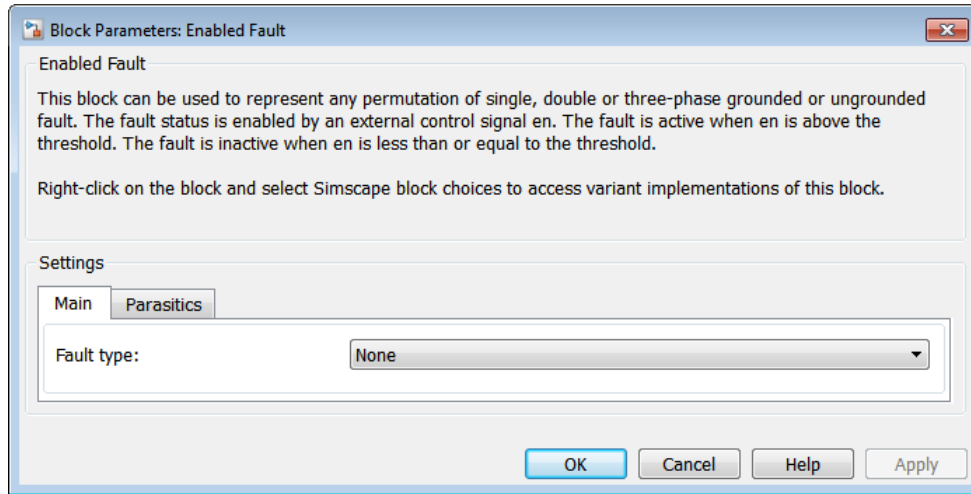 Block Parameters: Enabled Fault
Enabled Fault
This block can be used to represent any permutation of single, double or three-phase grounded or ungrounded
fault. The fault status is enabled by an external control signal en. The fault is active when en is above the
threshold. The fault is inactive when en is less than or equal to the threshold.
Right-click on the block and select Simscape block choices to access variant implementations of this block.
Settings
Main Parasitics
Fault type: None
OK Cancel Help Apply